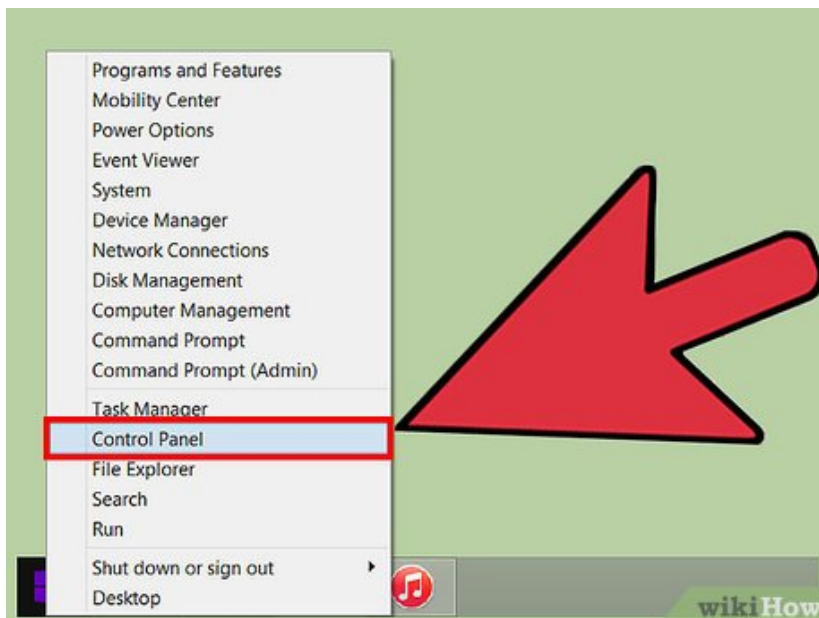 Programs and Features
Mobility Center
Power Options
Event Viewer
System
Device Manager
Network Connections
Disk Management
Computer Management
Command Prompt
Command Prompt (Admin)
Task Manager
Control Panel
File Explorer
Search
Run
Shut down or sign out
Desktop
wikiHow